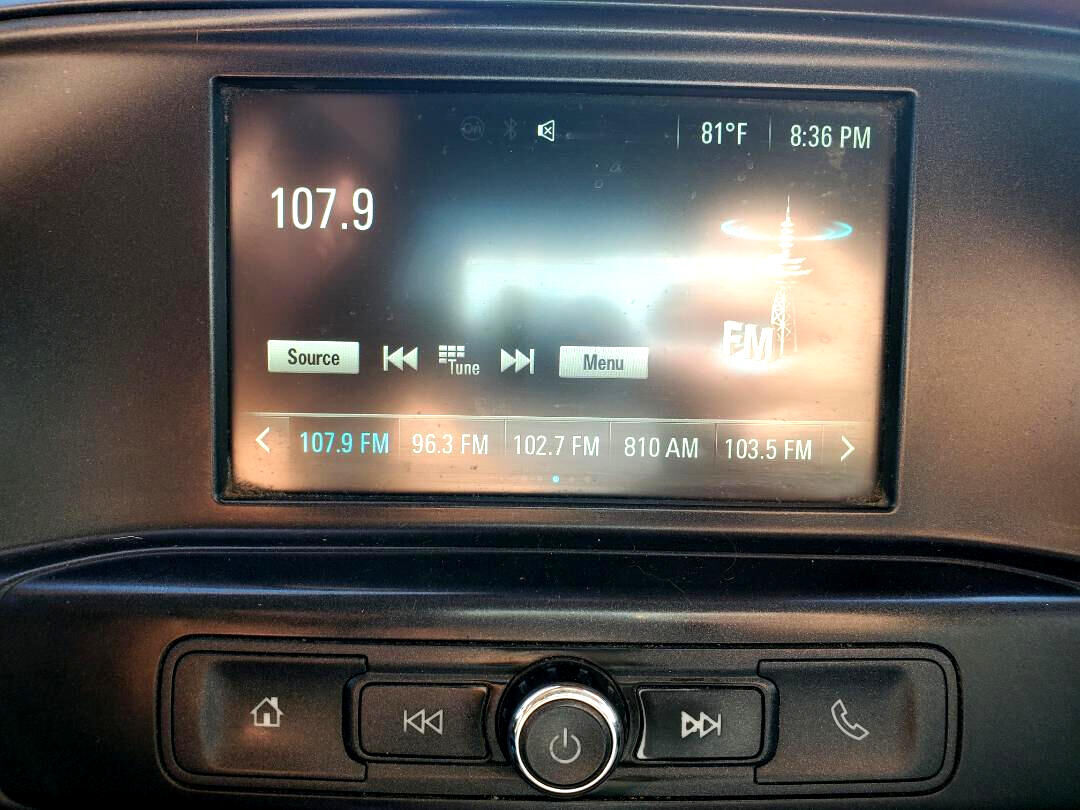 On 81°F 8:36 PM
107.9
FM
Source Tune Menu
107.9 FM 96.3 FM 102.7 FM 810 AM 103.5 FM